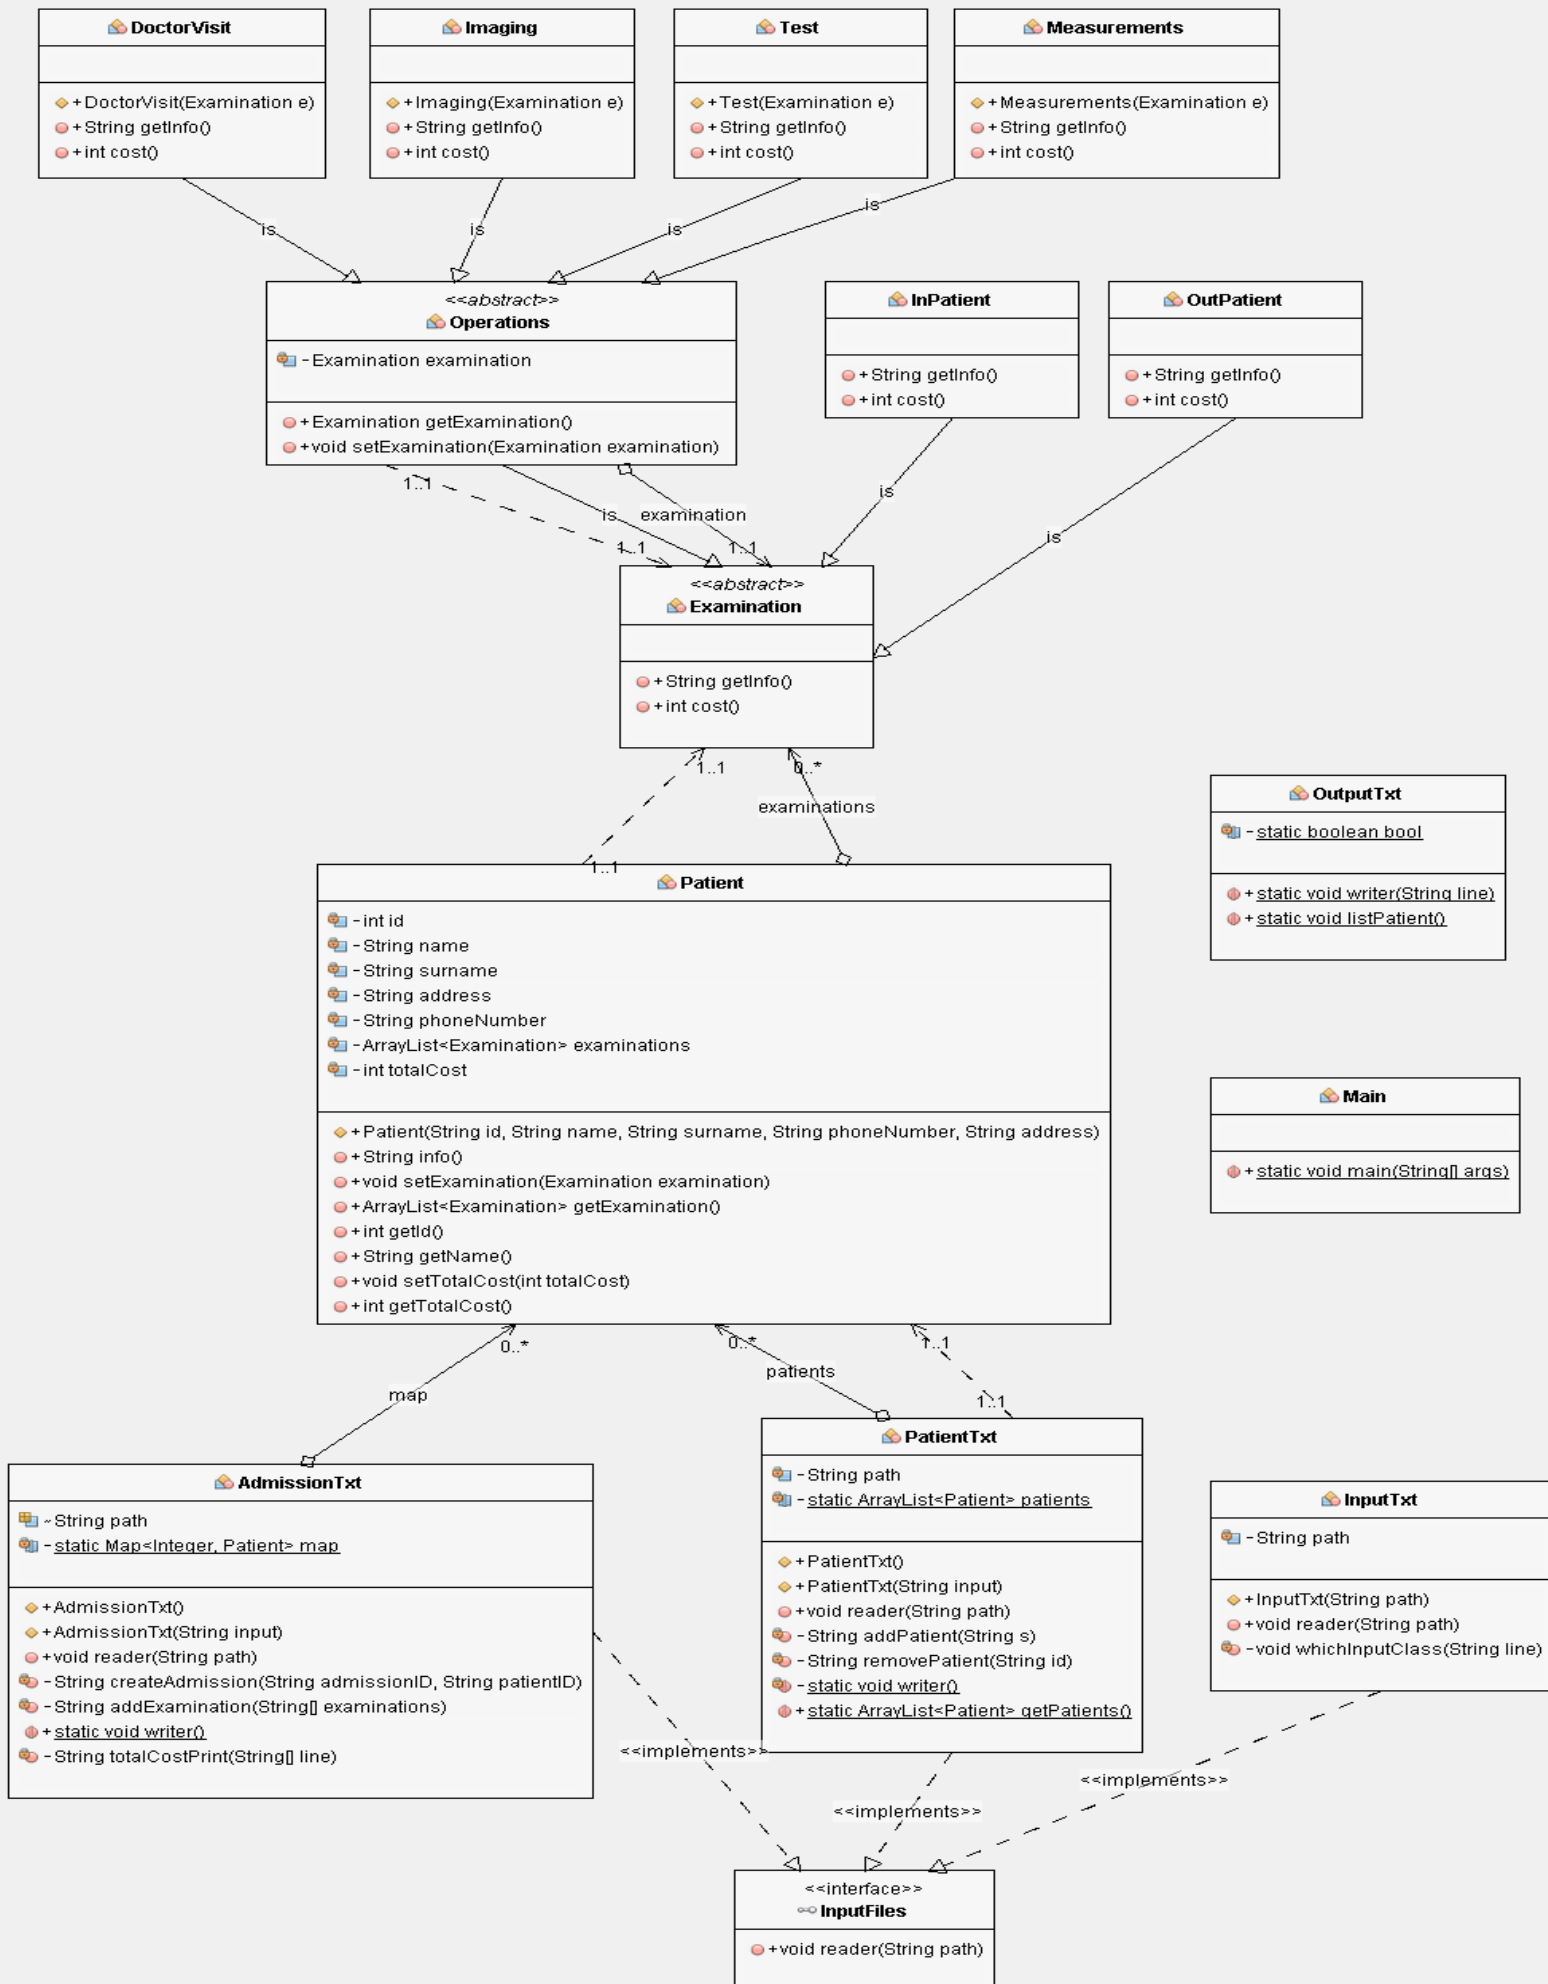 DoctorVisit
+DoctorVisit(Examination e)
+String getInfo()
+int cost()
Imaging
+Imaging(Examination e)
+String getInfo()
+int cost()
Test
+Test(Examination e)
+String getInfo()
+int cost()
Measurements
+Measurements(Examination e)
+String getInfo()
+int cost()
is
is
is
is
<<abstract>>
Operations
-Examination examination
+Examination getExamination()
+void setExamination(Examination examination)
InPatient
+String getInfo()
+int cost()
OutPatient
+String getInfo()
+int cost()
1..1
is
examination
is
is
1..1
1..1
<<abstract>>
Examination
+String getInfo()
+int cost()
1..1
0..*
examinations
1..1
OutputTxt
-static boolean bool
+static void writer(String line)
+static void listPatient()
Patient
-int id
-String name
-String surname
-String address
-String phoneNumber
-ArrayList<Examination> examinations
-int totalCost
+Patient(String id, String name, String surname, String phoneNumber, String address)
+String info()
+void setExamination(Examination examination)
+ArrayList<Examination> getExamination()
+int getId()
+String getName()
+void setTotalCost(int totalCost)
+int getTotalCost()
Main
+static void main(String[] args)
0..*
0..*
1..1
map
patients
1..1
AdmissionTxt
~String path
-static Map<Integer, Patient> map
+AdmissionTxt()
+AdmissionTxt(String input)
+void reader(String path)
-String createAdmission(String admissionID, String patientID)
-String addExamination(String[] examinations)
+static void writer()
-String totalCostPrint(String[] line)
PatientTxt
-String path
-static ArrayList<Patient> patients
+PatientTxt()
+PatientTxt(String input)
+void reader(String path)
-String addPatient(String s)
-String removePatient(String id)
-static void writer()
+static ArrayList<Patient> getPatients()
InputTxt
-String path
+InputTxt(String path)
+void reader(String path)
-void whichInputClass(String line)
<<implements>>
<<implements>>
<<implements>>
<<interface>>
InputFiles
+void reader(String path)